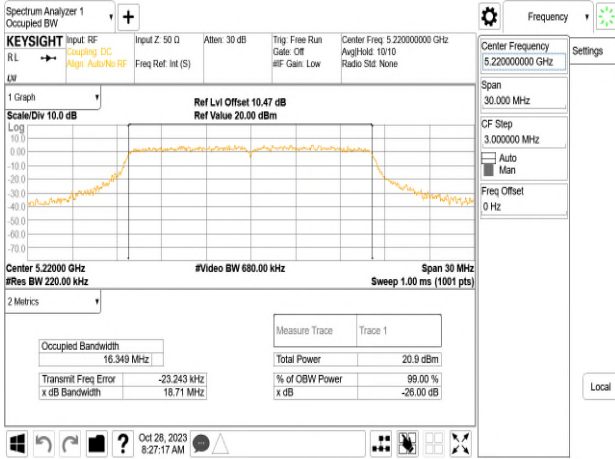 Spectrum Analyzer 1
Occupied BW
Frequency
KEYSIGHT Input: RF Input Z: 50 Ω Atten: 30 dB Trig: Free Run Center Freq: 5.220000000 GHz
RL Coupling: DC Gate: Off Avg|Hold: 10/10
Align: Auto/No RF Freq Ref: Int (S) #IF Gain: Low Radio Std: None
LXI
Center Frequency
5.220000000 GHz
Settings
Span
30.000 MHz
CF Step
3.000000 MHz
Auto
Man
Freq Offset
0 Hz
Local
1 Graph
Ref Lvl Offset 10.47 dB
Scale/Div 10.0 dB Ref Value 20.00 dBm
Log
10.0
0.00
-10.0
-20.0
-30.0
-40.0
-50.0
-60.0
-70.0
Center 5.22000 GHz #Video BW 680.00 kHz Span 30 MHz
#Res BW 220.00 kHz Sweep 1.00 ms (1001 pts)
2 Metrics
Measure Trace Trace 1
Occupied Bandwidth
16.349 MHz Total Power 20.9 dBm
Transmit Freq Error -23.243 kHz % of OBW Power 99.00 %
x dB Bandwidth 18.71 MHz x dB -26.00 dB
Oct 28, 2023
8:27:17 AM